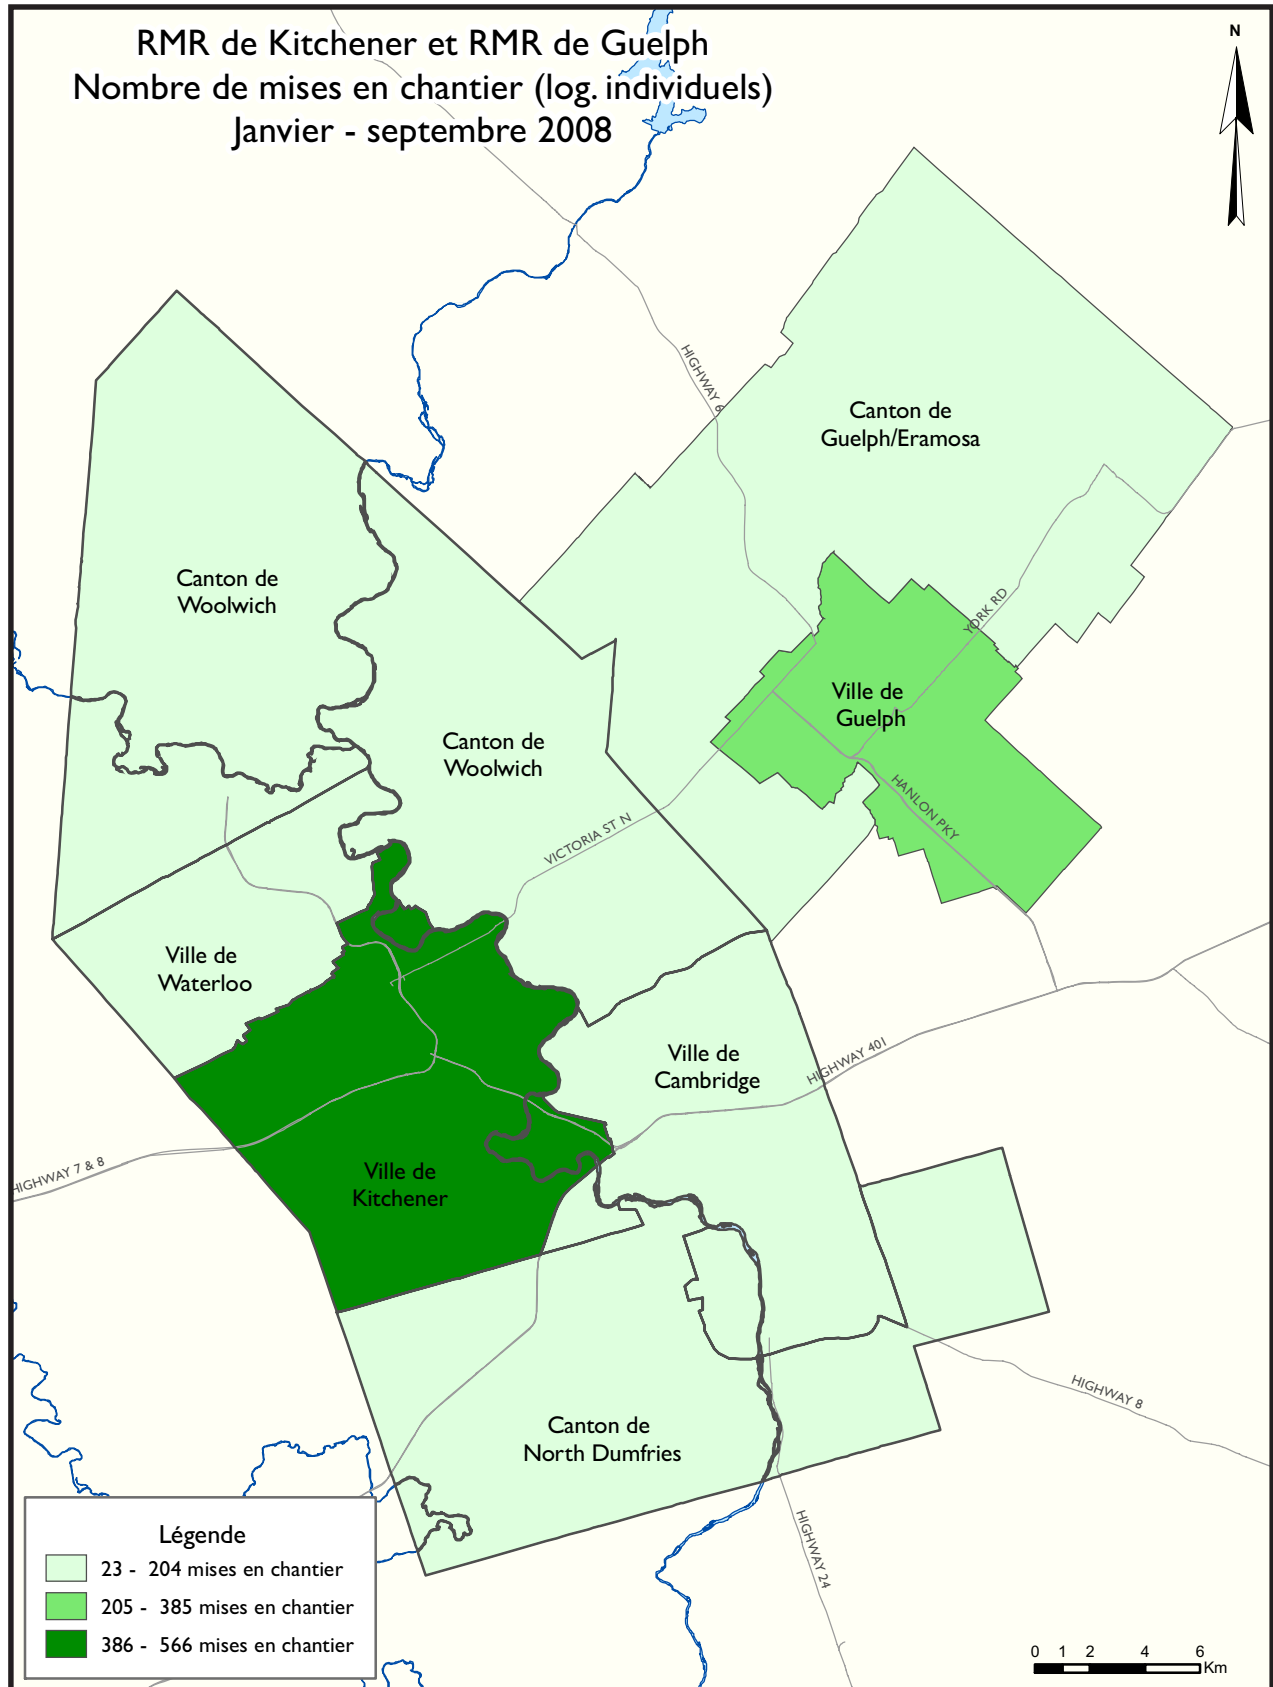 RMR de Kitchener et RMR de Guelph
Nombre de mises en chantier (log. individuels)
Janvier - septembre 2008
N
HIGHWAY 6
Canton de
Guelph/Eramosa
Canton de
Woolwich
YORK RD
Ville de
Guelph
Canton de
Woolwich
HANLON PKY
VICTORIA ST N
Ville de
Waterloo
Ville de
Cambridge
HIGHWAY 401
HIGHWAY 7 & 8
Ville de
Kitchener
HIGHWAY 8
Canton de
North Dumfries
HIGHWAY 24
Légende
23 - 204 mises en chantier
205 - 385 mises en chantier
386 - 566 mises en chantier
0 1 2 4 6
Km